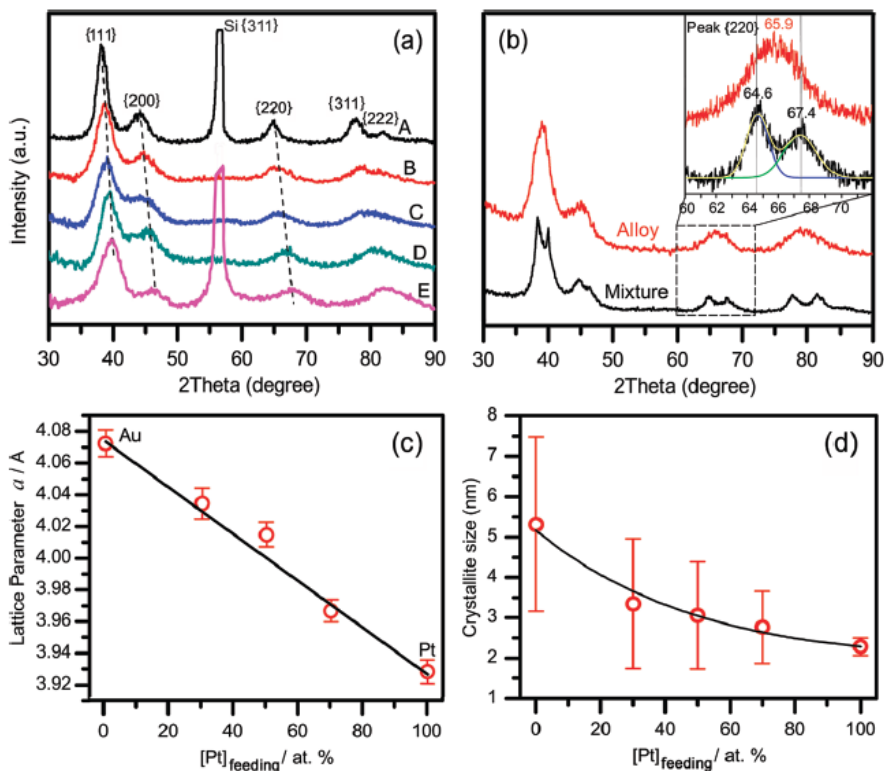 (a)
{111}
Si {311}
{200}
{220}
{311}
{222}
A
B
C
D
E
Intensity (a.u.)
30 40 50 60 70 80 90
2Theta (degree)
(b)
Peak {220}
65.9
64.6
67.4
60 62 64 66 68 70
Alloy
Mixture
30 40 50 60 70 80 90
2Theta (degree)
(c)
Au
Pt
Lattice Parameter a / A
4.08
4.06
4.04
4.02
4.00
3.98
3.96
3.94
3.92
0 20 40 60 80 100
[Pt]feeding/ at. %
(d)
Crystallite size (nm)
8
7
6
5
4
3
2
1
0 20 40 60 80 100
[Pt]feeding/ at. %